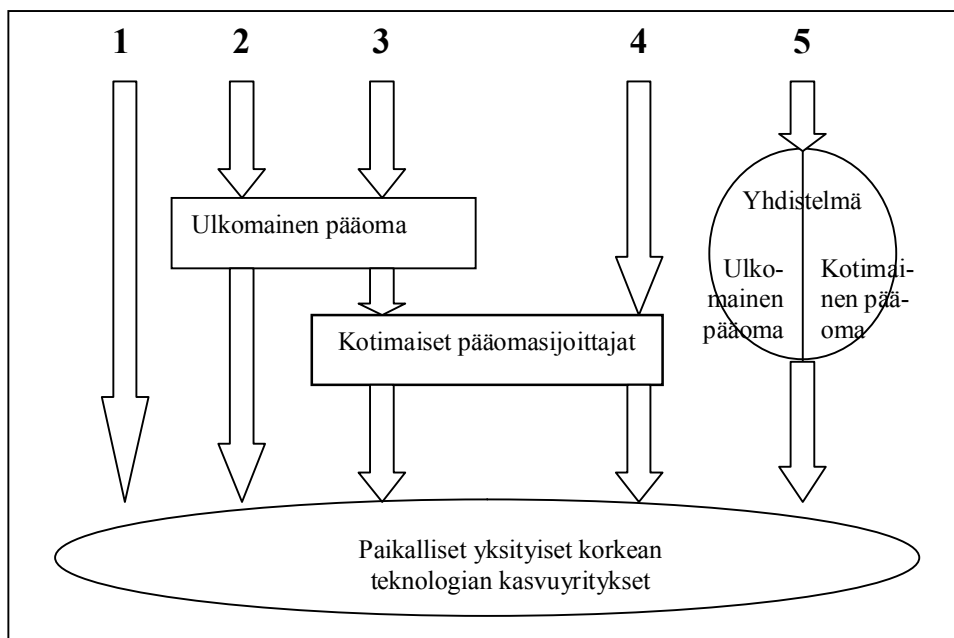 1 2 3 4 5
Ulkomainen pääoma
Kotimaiset pääomasijoittajat
Yhdistelmä
Ulko-
mainen
pääoma
Kotimai-
nen pää-
oma
Paikalliset yksityiset korkean
teknologian kasvuyritykset